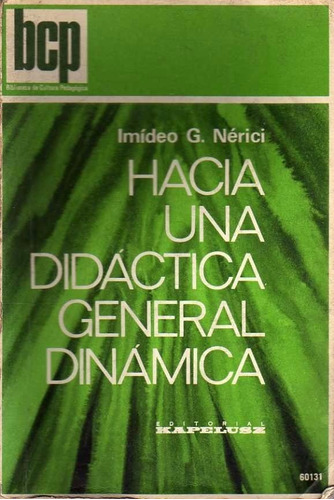 bcp
Biblioteca de Cultura Pedagógica
Imídeo G. Nérici
HACIA
UNA
DIDÁCTICA
GENERAL
DINÁMICA
EDITORIAL
KAPELUSZ
60131